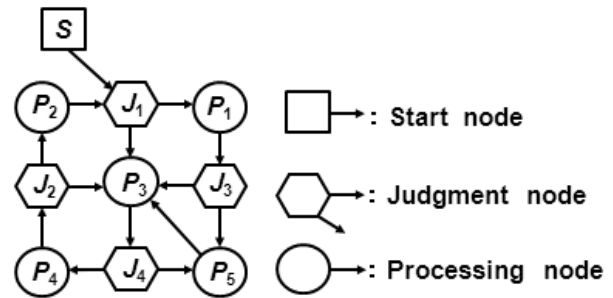 S
P2 J1 P1
: Start node
J2 P3 J3
: Judgment node
P4 J4 P5
: Processing node